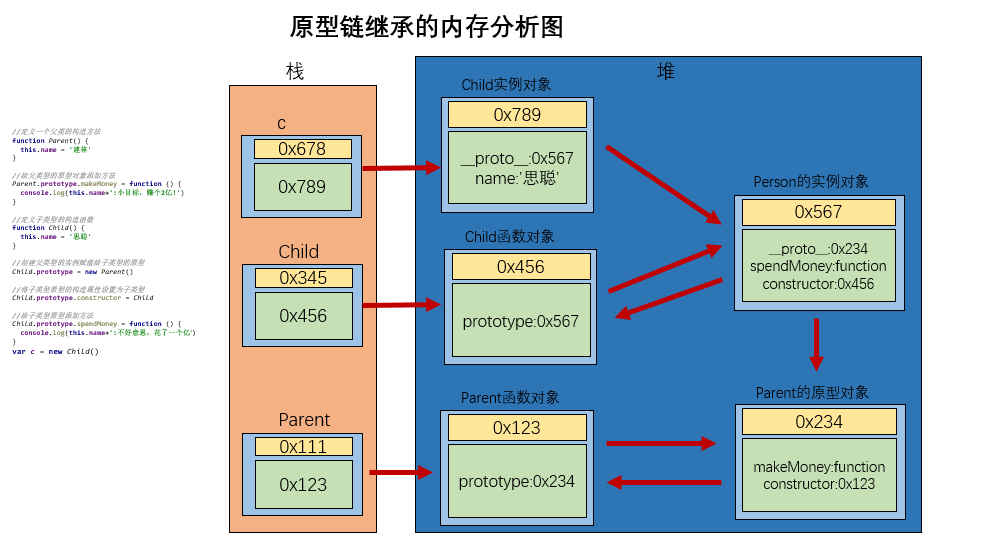 原型链继承的内存分析图
//定义一个父类的构造方法
function Parent() {
this.name = '建林'
}
//给父类型的原型对象添加方法
Parent.prototype.makeMoney = function () {
console.log(this.name+':小目标，赚个2亿!')
}
//定义子类型的构造函数
function Child() {
this.name = '思聪'
}
//创建父类型的实例赋值给子类型的原型
Child.prototype = new Parent()
//将子类型原型的构造属性设置为子类型
Child.prototype.constructor = Child
//给子类型原型添加方法
Child.prototype.spendMoney = function () {
console.log(this.name+':不好意思，花了一个亿')
}
var c = new Child()
栈
c
0x678
0x789
Child
0x345
0x456
Parent
0x111
0x123
堆
Child实例对象
0x789
__proto__:0x567
name:'思聪'
Child函数对象
0x456
prototype:0x567
Parent函数对象
0x123
prototype:0x234
Person的实例对象
0x567
__proto__:0x234
spendMoney:function
constructor:0x456
Parent的原型对象
0x234
makeMoney:function
constructor:0x123